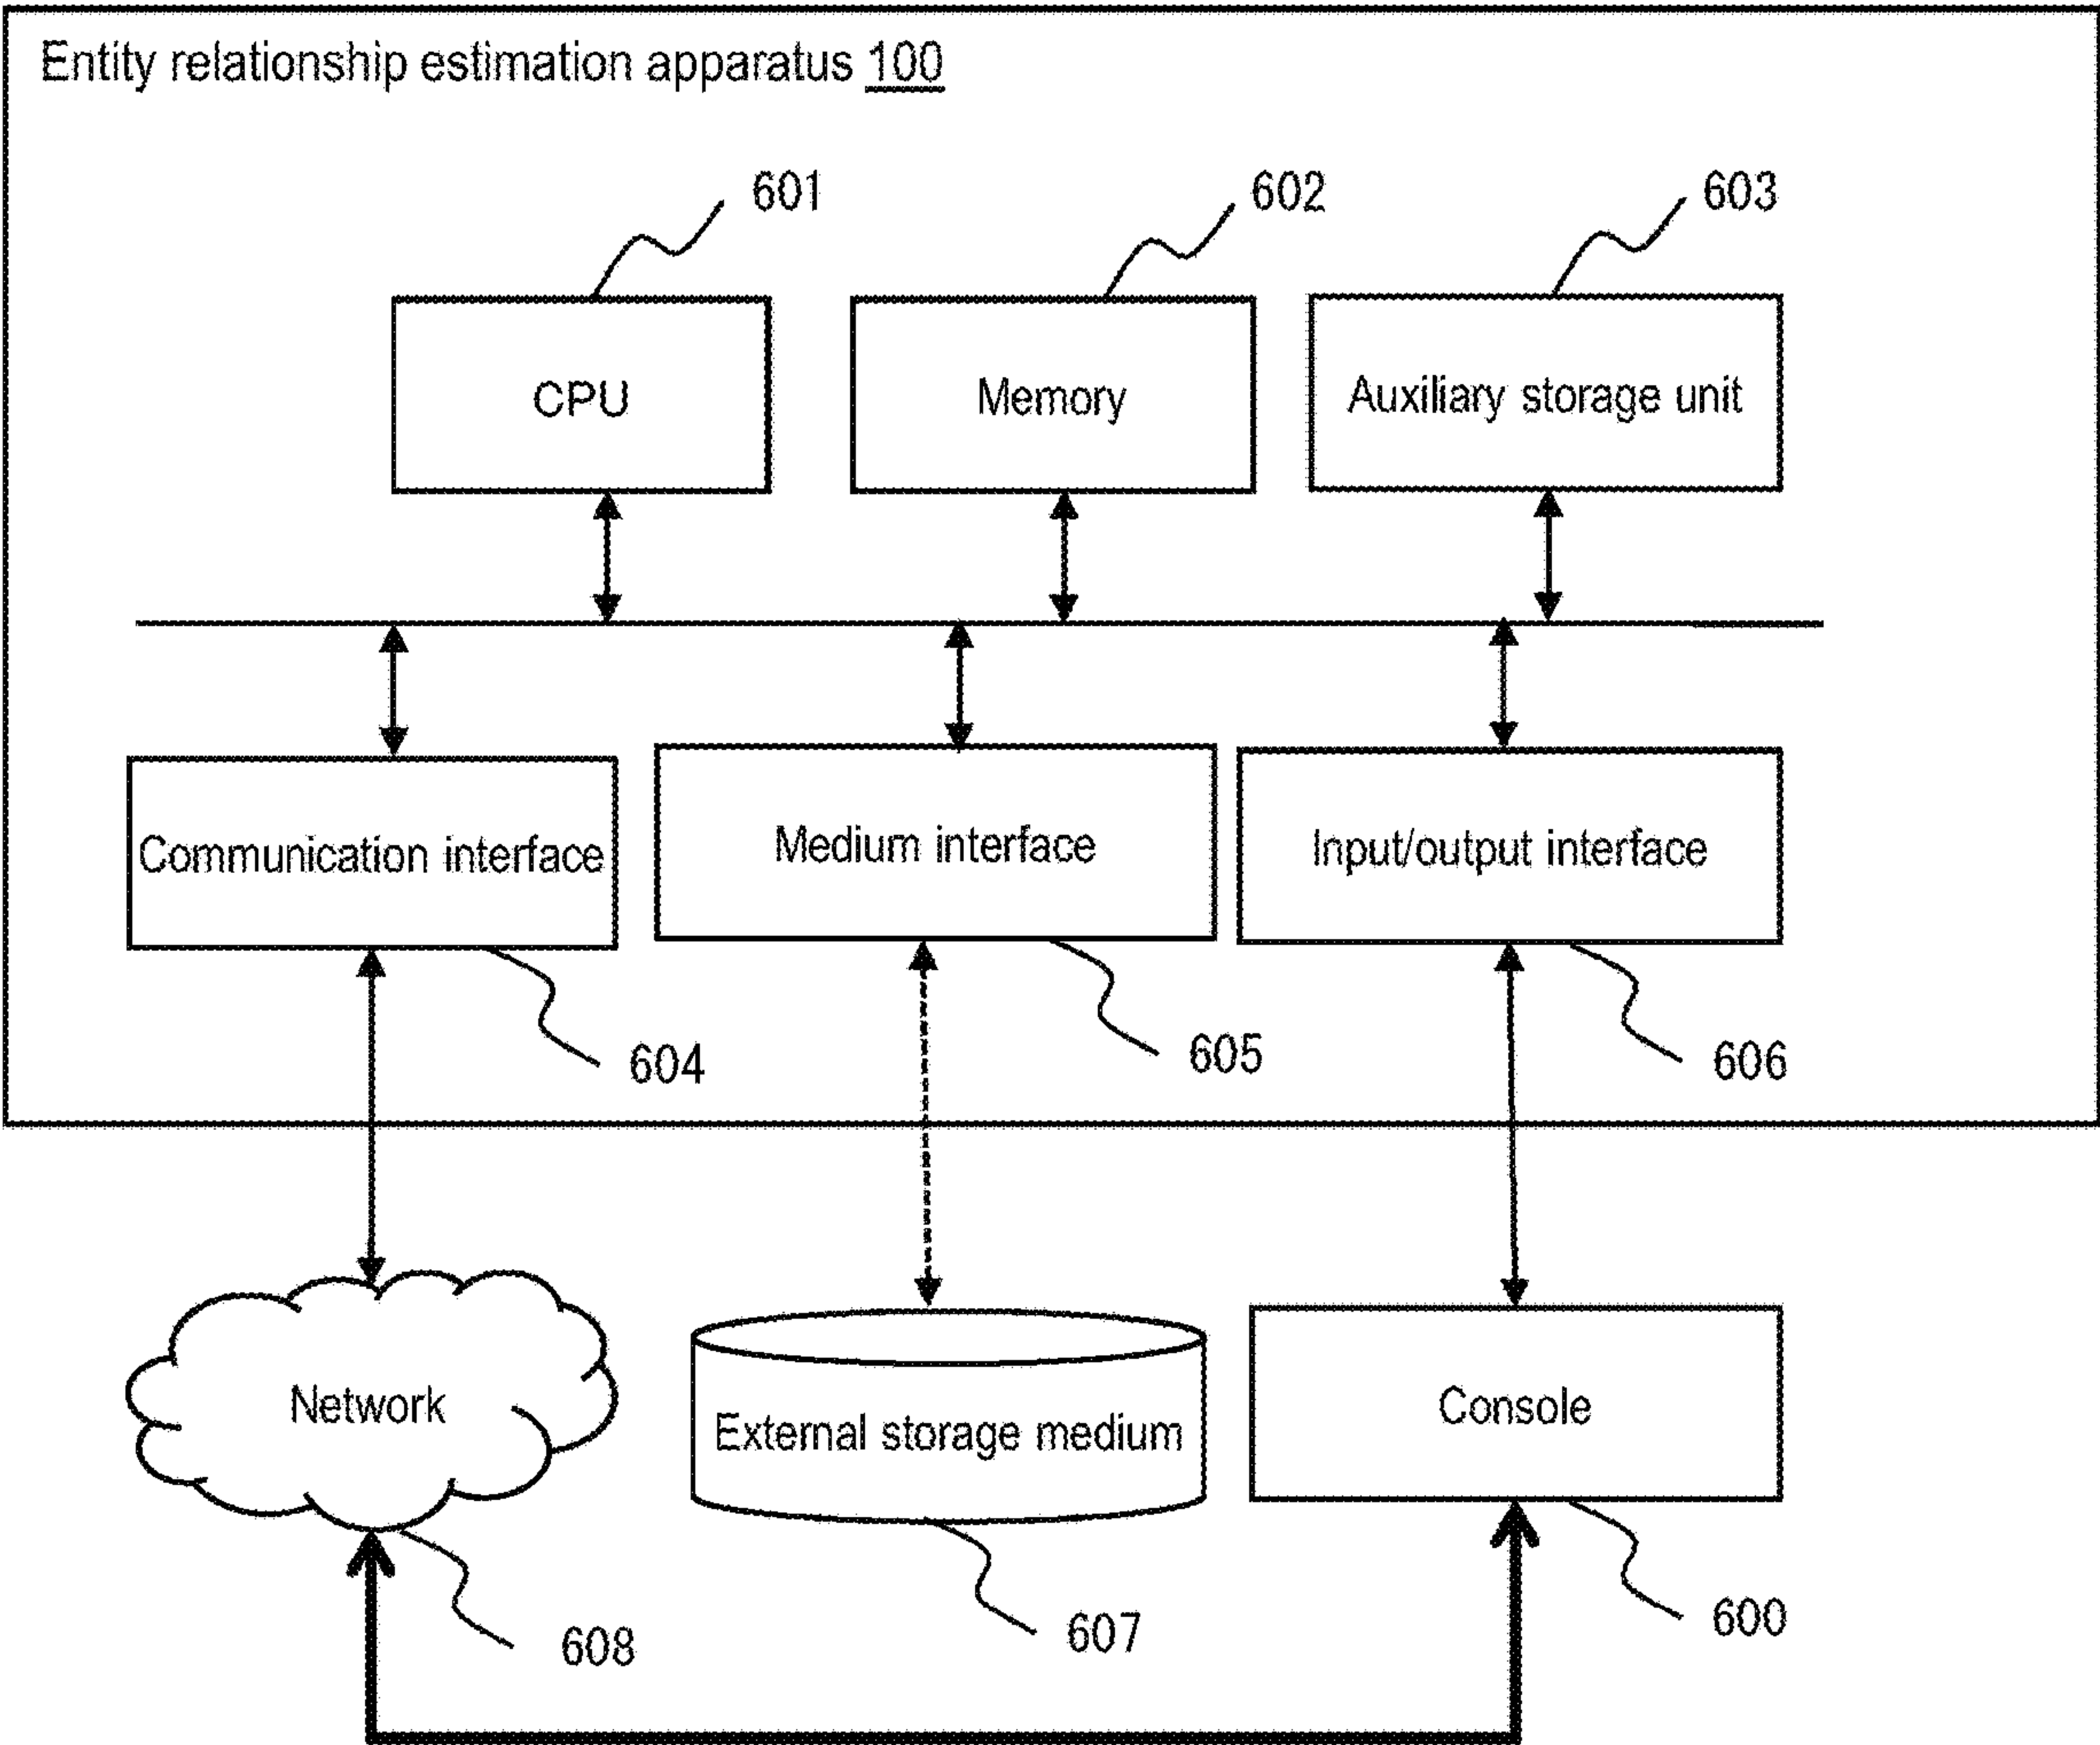 Entity relationship estimation apparatus 100
601
602
603
CPU
Memory
Auxiliary storage unit
Communication interface
Medium interface
Input/output interface
604
605
606
Network
External storage medium
Console
608
607
600